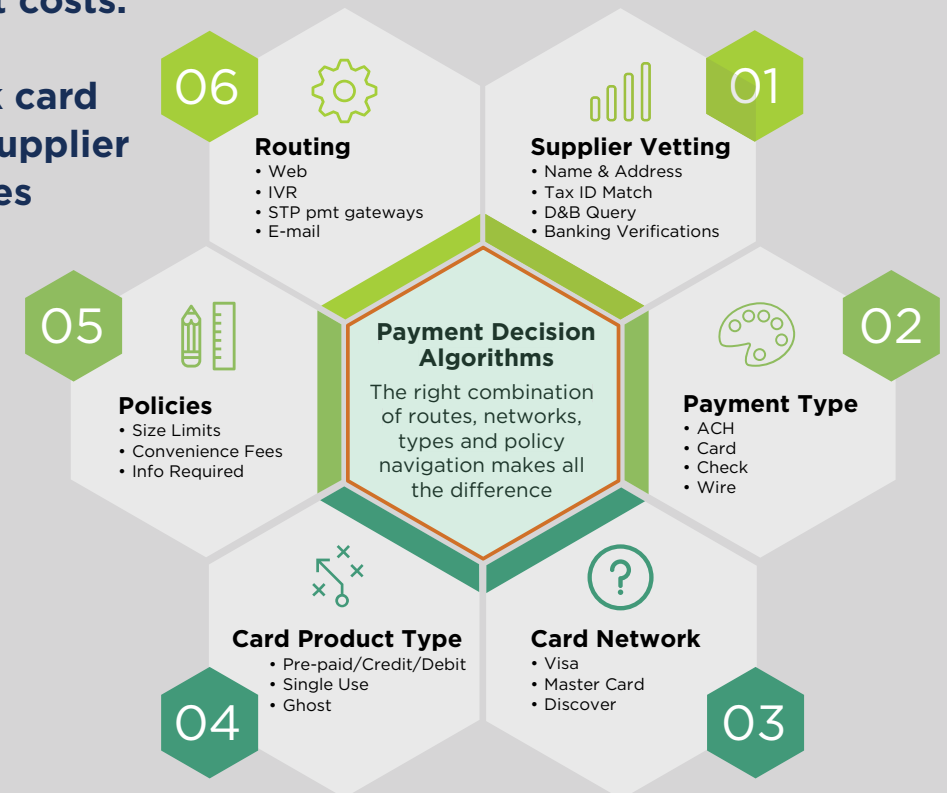 t costs.
k card
upplier
es
06
Routing
• Web
• IVR
• STP pmt gateways
• E-mail
01
Supplier Vetting
• Name & Address
• Tax ID Match
• D&B Query
• Banking Verifications
05
Policies
• Size Limits
• Convenience Fees
• Info Required
Payment Decision
Algorithms
The right combination
of routes, networks,
types and policy
navigation makes all
the difference
02
Payment Type
• ACH
• Card
• Check
• Wire
04
Card Product Type
• Pre-paid/Credit/Debit
• Single Use
• Ghost
?
Card Network
• Visa
• Master Card
• Discover
03